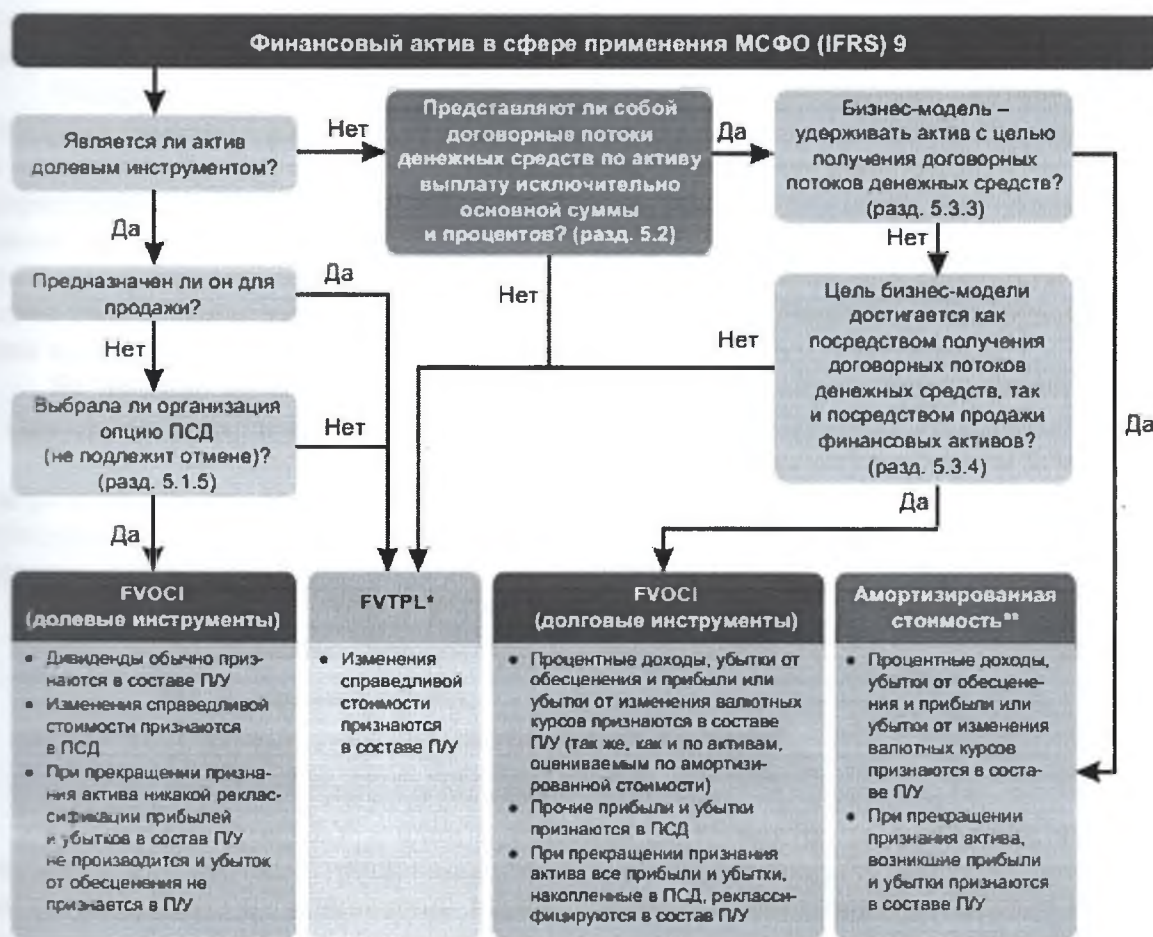 Финансовый актив в сфере применения МСФО (IFRS) 9
Является ли актив
долевым инструментом?
Нет
Представляют ли собой
договорные потоки
денежных средств по активу
выплату исключительно
основной суммы
и процентов? (разд. 5.2)
Да
Бизнес-модель –
удерживать актив с целью
получения договорных
потоков денежных средств?
(разд. 5.3.3)
Да
Нет
Предназначен ли он для
продажи?
Да
Нет
Цель бизнес-модели
достигается как
посредством получения
договорных потоков
денежных средств, так
и посредством продажи
финансовых активов?
(разд. 5.3.4)
Нет
Нет
Выбрала ли организация
опцию ПСД
(не подлежит отмене)?
(разд. 5.1.5)
Нет
Да
Да
Да
FVOCI
(долевые инструменты)
• Дивиденды обычно приз-
наются в составе П/У
• Изменения справедливой
стоимости признаются
в ПСД
• При прекращении призна-
ния актива никакой реклас-
сификации прибылей
и убытков в состав П/У
не производится и убыток
от обесценения не
признается в П/У
FVTPL*
• Изменения
справедливой
стоимости
признаются
в составе П/У
FVOCI
(долговые инструменты)
• Процентные доходы, убытки от
обесценения и прибыли или
убытки от изменения валютных
курсов признаются в составе
П/У (так же, как и по активам,
оцениваемым по амортизи-
рованной стоимости)
• Прочие прибыли и убытки
признаются в ПСД
• При прекращении признания
актива все прибыли и убытки,
накопленные в ПСД, реклассси-
фицируются в состав П/У
Амортизированная
стоимость**
• Процентные доходы,
убытки от обесцене-
ния и прибыли или
убытки от изменения
валютных курсов
признаются в соста-
ве П/У
• При прекращении
признания актива,
возникшие прибыли
и убытки признаются
в составе П/У